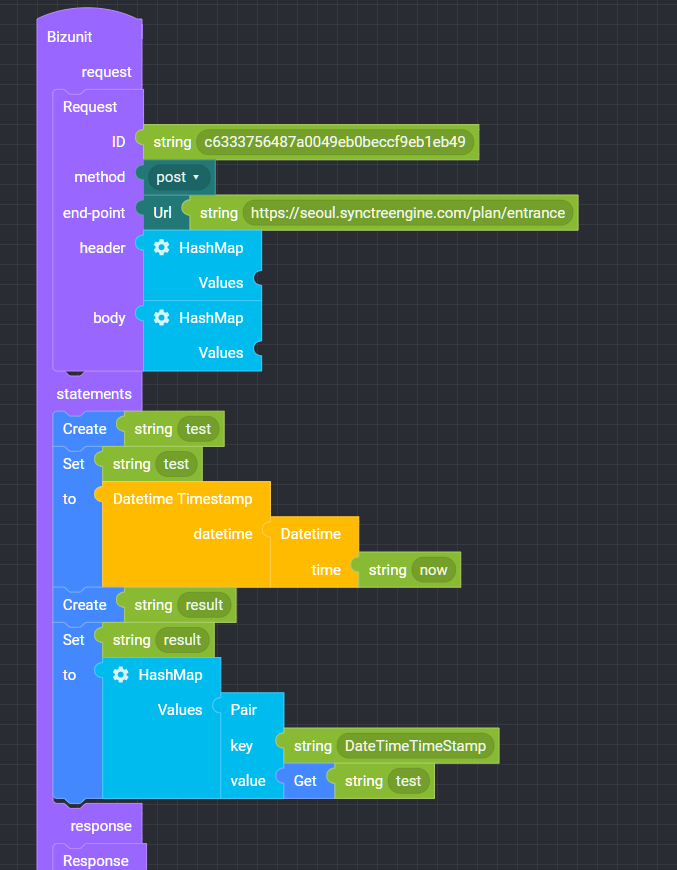 Bizunit
request
Request
ID string c6333756487a0049eb0beccf9eb1eb49
method post
end-point Url string https://seoul.synctreengine.com/plan/entrance
header HashMap
Values
body HashMap
Values
statements
Create string test
Set string test
to Datetime Timestamp
datetime Datetime
time string now
Create string result
Set string result
to HashMap
Values Pair
key string DateTimeTimeStamp
value Get string test
response
Response